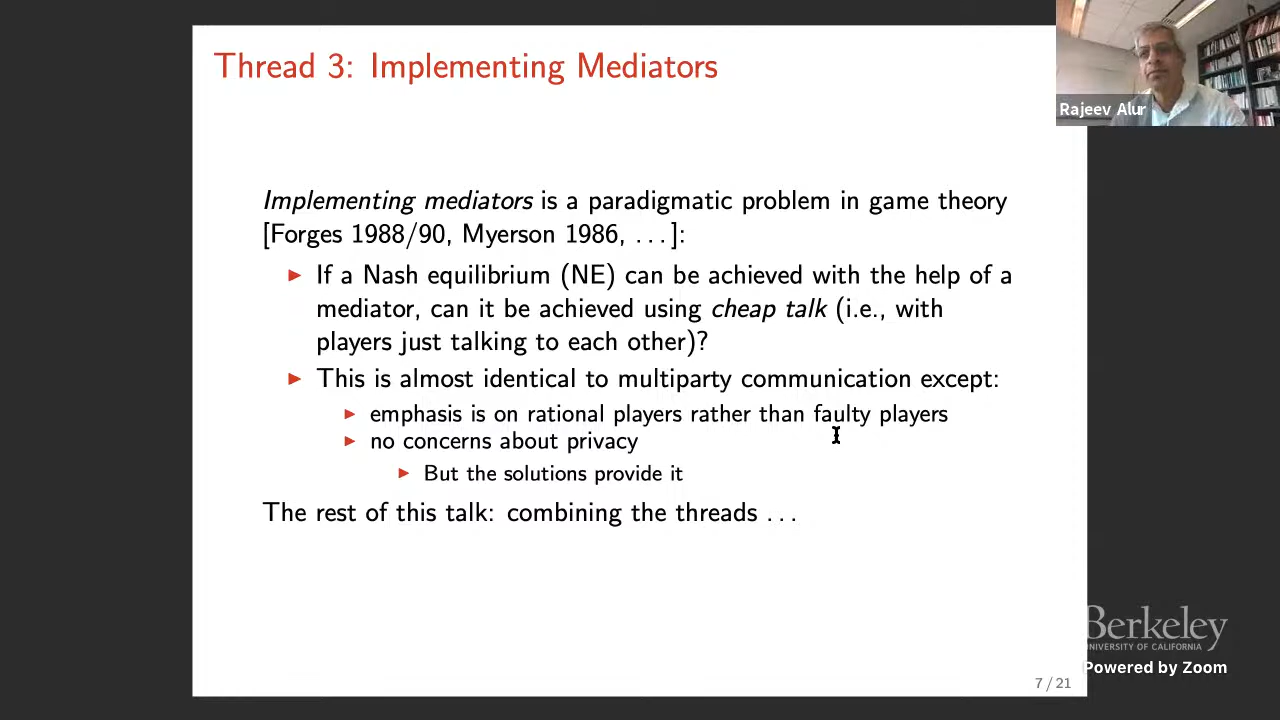 Thread 3: Implementing Mediators
Rajeev Alur
Implementing mediators is a paradigmatic problem in game theory
[Forges 1988/90, Myerson 1986, ...]:
► If a Nash equilibrium (NE) can be achieved with the help of a
mediator, can it be achieved using cheap talk (i.e., with
players just talking to each other)?
► This is almost identical to multiparty communication except:
► emphasis is on rational players rather than faulty players
► no concerns about privacy
► But the solutions provide it
The rest of this talk: combining the threads ...
Berkeley
UNIVERSITY OF CALIFORNIA
Powered by Zoom
7 / 21